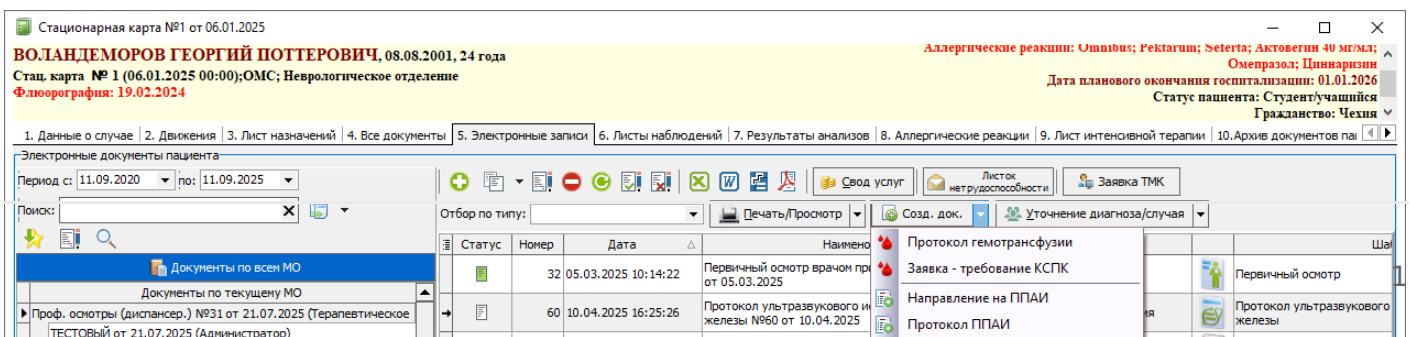 Стационарная карта №1 от 06.01.2025
ВОЛАНДЕМОРОВ ГЕОРГИЙ ПОТТЕРОВИЧ, 08.08.2001, 24 года
Стац. карта № 1 (06.01.2025 00:00);ОМС; Неврологическое отделение
Флюорография: 19.02.2024
Аллергические реакции: Omnibus; Pektarum; Seferta; Актовегин 40 мг/мл;
Омепразол; Циннаризин
Дата планового окончания госпитализации: 01.01.2026
Статус пациента: Студент/учащийся
Гражданство: Чехия
1. Данные о случае 2. Движения 3. Лист назначений 4. Все документы 5. Электронные записи 6. Листы наблюдений 7. Результаты анализов 8. Аллергические реакции 9. Лист интенсивной терапии 10.Архив документов па
Электронные документы пациента
Период с: 11.09.2020 по: 11.09.2025
Свод услуг
Листок
нетрудоспособности
Заявка ТМК
Поиск:
Отбор по типу:
Печать/Просмотр
Созд. док.
Уточнение диагноза/случая
Документы по всем МО
Документы по текущему МО
Проф. осмотры (диспансер.) №31 от 21.07.2025 (Терапевтическое
ТЕСТОВЫЙ от 21.07.2025 (Администратор)
Статус Номер Дата Наимено Ша
32 05.03.2025 10:14:22 Первичный осмотр врачом пр
от 05.03.2025
Первичный осмотр
60 10.04.2025 16:25:26 Протокол ультразвукового и
железы №60 от 10.04.2025
ия
Протокол ультразвукового
железы
Протокол гемотрансфузии
Заявка - требование КСПК
Направление на ППАИ
Протокол ППАИ